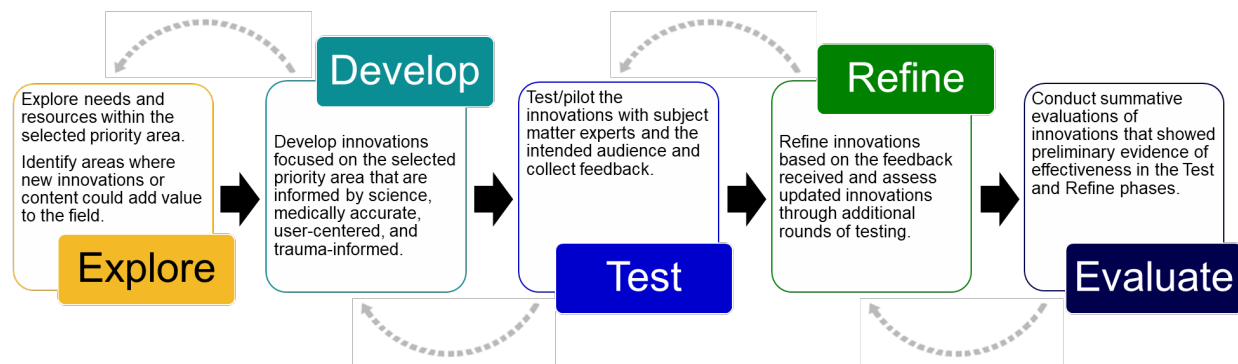 Explore needs and
resources within the
selected priority area.
Identify areas where
new innovations or
content could add value
to the field.
Explore
Develop
Develop innovations
focused on the selected
priority area that are
informed by science,
medically accurate,
user-centered, and
trauma-informed.
Test/pilot the
innovations with subject
matter experts and the
intended audience and
collect feedback.
Test
Refine
Refine innovations
based on the feedback
received and assess
updated innovations
through additional
rounds of testing.
Conduct summative
evaluations of
innovations that showed
preliminary evidence of
effectiveness in the Test
and Refine phases.
Evaluate